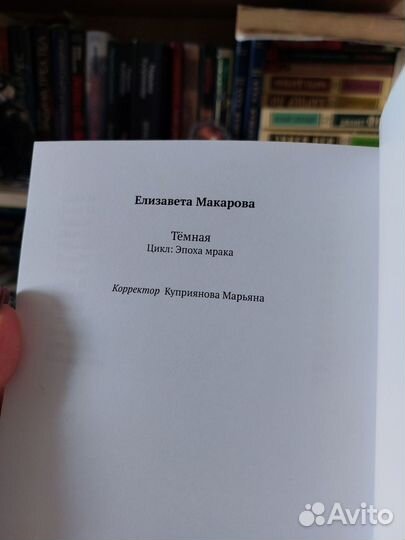 Елизавета Макарова
Тёмная
Цикл: Эпоха мрака
Корректор Куприянова Марьяна
Avito